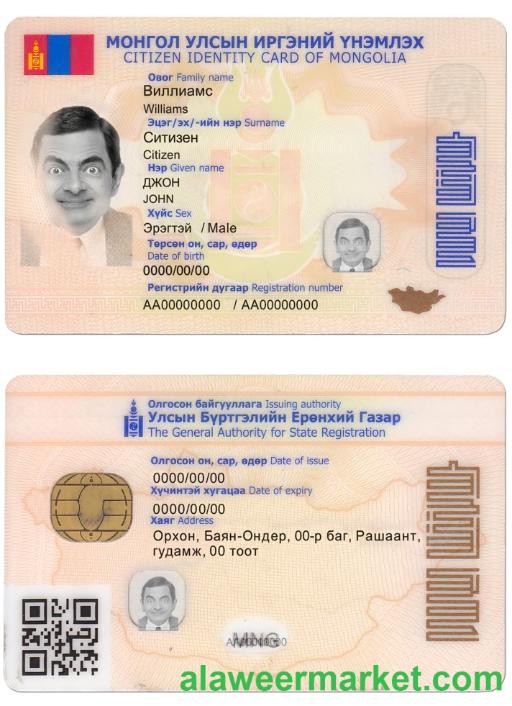 МОНГОЛ УЛСЫН ИРГЭНИЙ ҮНЭМЛЭХ
CITIZEN IDENTITY CARD OF MONGOLIA
Овог Family name
Виллиамс
Williams
Эцэг/эх/-ийн нэр Surname
Ситизен
Citizen
Нэр Given name
ДЖОН
JOHN
Хүйс Sex
Эрэгтэй / Male
Төрсөн он, сар, өдөр
Date of birth
0000/00/00
Регистрийн дугаар Registration number
АА00000000 / AA00000000
Олгосон байгууллага Issuing authority
Улсын Бүртгэлийн Ерөнхий Газар
The General Authority for State Registration
Олгосон он, сар, өдөр Date of issue
0000/00/00
Хүчинтэй хугацаа Date of expiry
0000/00/00
Хаяг Address
Орхон, Баян-Ондер, 00-р баг, Рашаант,
гудамж, 00 тоот
MNG
alaweermarket.com